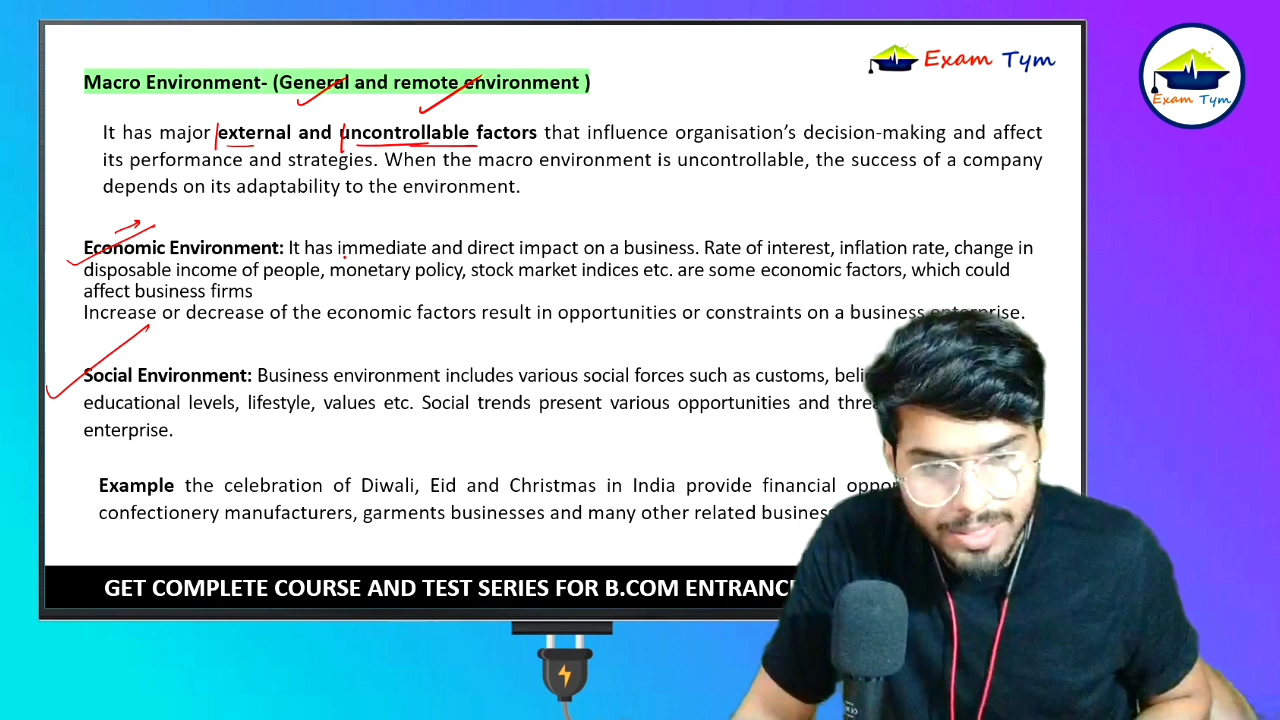 Exam Tym
Exam Tym
Macro Environment- (General and remote environment )
It has major external and uncontrollable factors that influence organisation's decision-making and affect
its performance and strategies. When the macro environment is uncontrollable, the success of a company
depends on its adaptability to the environment.
Economic Environment: It has immediate and direct impact on a business. Rate of interest, inflation rate, change in
disposable income of people, monetary policy, stock market indices etc. are some economic factors, which could
affect business firms
Increase or decrease of the economic factors result in opportunities or constraints on a business enterprise.
Social Environment: Business environment includes various social forces such as customs,
educational levels, lifestyle, values etc. Social trends present various opportunities and
enterprise.
Example the celebration of Diwali, Eid and Christmas in India provide financial
confectionery manufacturers, garments businesses and many other related
GET COMPLETE COURSE AND TEST SERIES FOR B.COM ENTRANCE